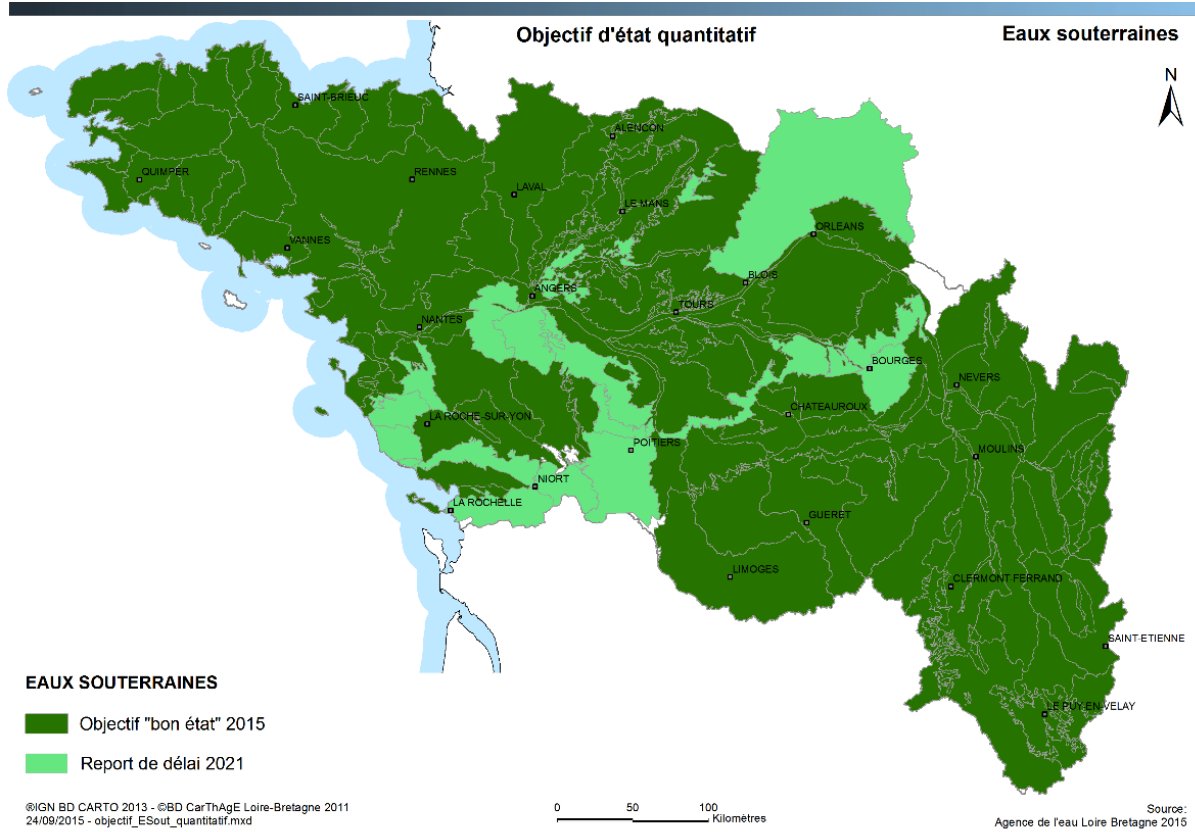 Objectif d'état quantitatif
Eaux souterraines
N
SAINT-BRIEUC
ALENCON
QUIMPER
RENNES
LAVAL
LE MANS
ORLEANS
VANNES
BLOIS
ANGERS
TOURS
NANTES
BOURGES
NEVERS
CHATEAUROUX
LA ROCHE-SUR-YON
POITIERS
MOULINS
NIORT
LA ROCHELLE
GUERET
LIMOGES
CLERMONT FERRAND
SAINT-ETIENNE
LE PUY-EN-VELAY
EAUX SOUTERRAINES
Objectif "bon état" 2015
Report de délai 2021
®IGN BD CARTO 2013 - ©BD CarThAgE Loire-Bretagne 2011
24/09/2015 - objectif_ESout_quantitatif.mxd
0 50 100
Kilomètres
Source:
Agence de l'eau Loire Bretagne 2015